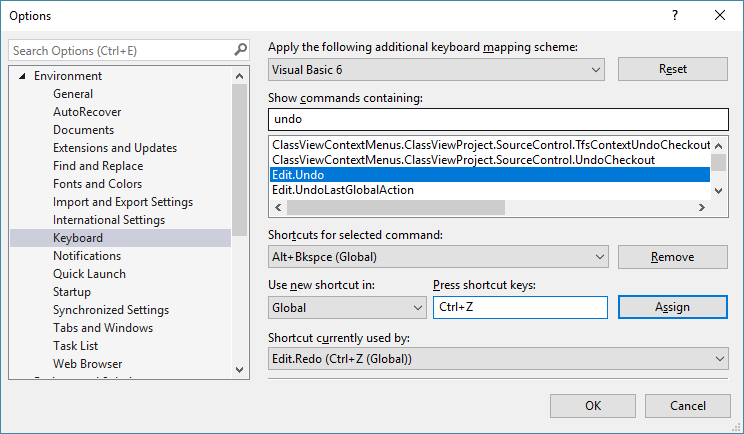 Options
Search Options (Ctrl+E)
Environment
General
AutoRecover
Documents
Extensions and Updates
Find and Replace
Fonts and Colors
Import and Export Settings
International Settings
Keyboard
Notifications
Quick Launch
Startup
Synchronized Settings
Tabs and Windows
Task List
Web Browser
Apply the following additional keyboard mapping scheme:
Visual Basic 6
Reset
Show commands containing:
undo
ClassViewContextMenus.ClassViewProject.SourceControl.TfsContextUndoCheckout
ClassViewContextMenus.ClassViewProject.SourceControl.UndoCheckout
Edit.Undo
Edit.UndoLastGlobalAction
Shortcuts for selected command:
Alt+Bkspce (Global)
Remove
Use new shortcut in:
Press shortcut keys:
Global
Ctrl+Z
Assign
Shortcut currently used by:
Edit.Redo (Ctrl+Z (Global))
OK
Cancel